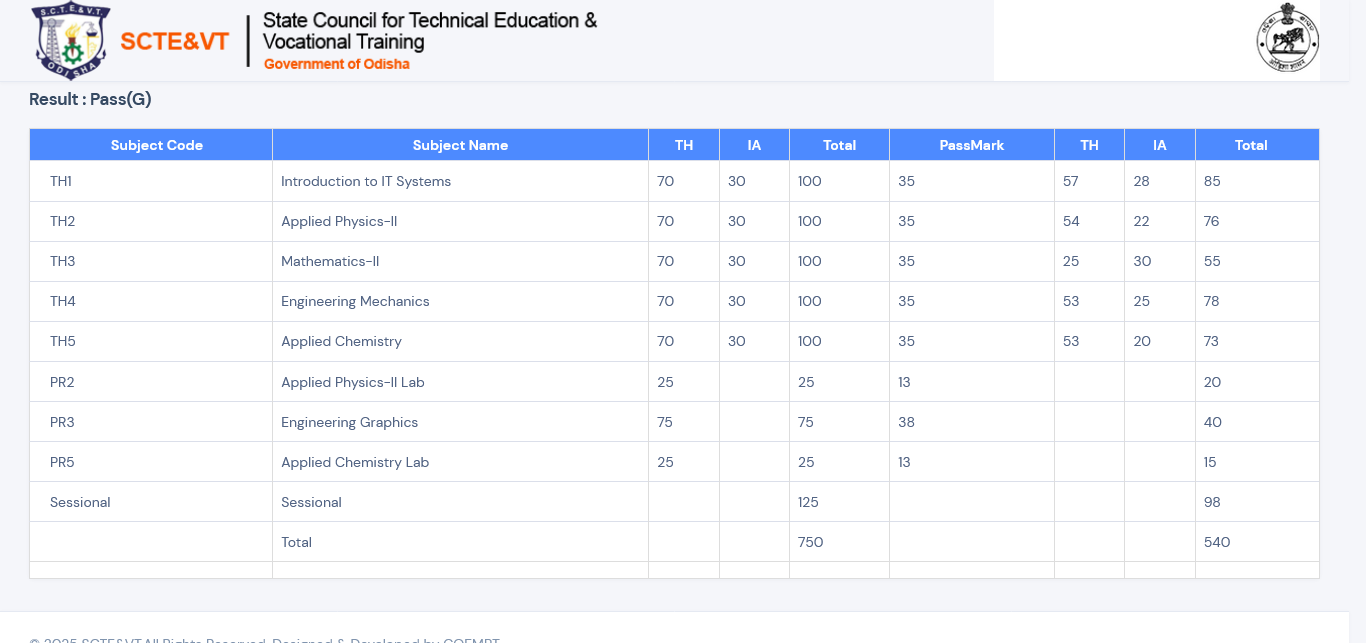 S.C.T.E.&V.T.
ODISHA
SCTE&VT
State Council for Technical Education &
Vocational Training
Government of Odisha
Result : Pass(G)
Subject Code Subject Name TH IA Total PassMark TH IA Total
TH1 Introduction to IT Systems 70 30 100 35 57 28 85
TH2 Applied Physics-II 70 30 100 35 54 22 76
TH3 Mathematics-II 70 30 100 35 25 30 55
TH4 Engineering Mechanics 70 30 100 35 53 25 78
TH5 Applied Chemistry 70 30 100 35 53 20 73
PR2 Applied Physics-II Lab 25 25 13 20
PR3 Engineering Graphics 75 75 38 40
PR5 Applied Chemistry Lab 25 25 13 15
Sessional Sessional 125 98
Total 750 540
© 2025 SCTE&VT.All Rights Reserved. Designed & Developed by COEMPT